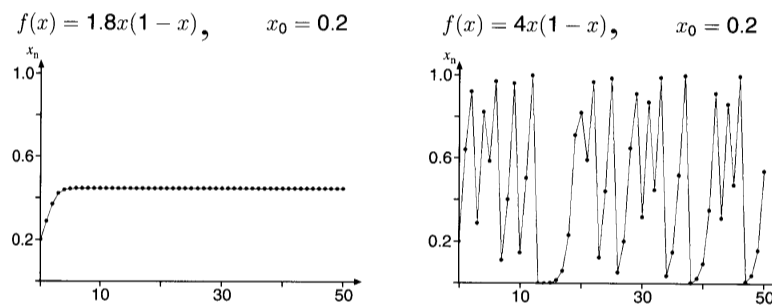 f(x) = 1.8x(1 − x), x₀ = 0.2
xₙ
1.0
0.6
0.2
10 30 50
f(x) = 4x(1 − x), x₀ = 0.2
xₙ
1.0
0.6
0.2
10 30 50